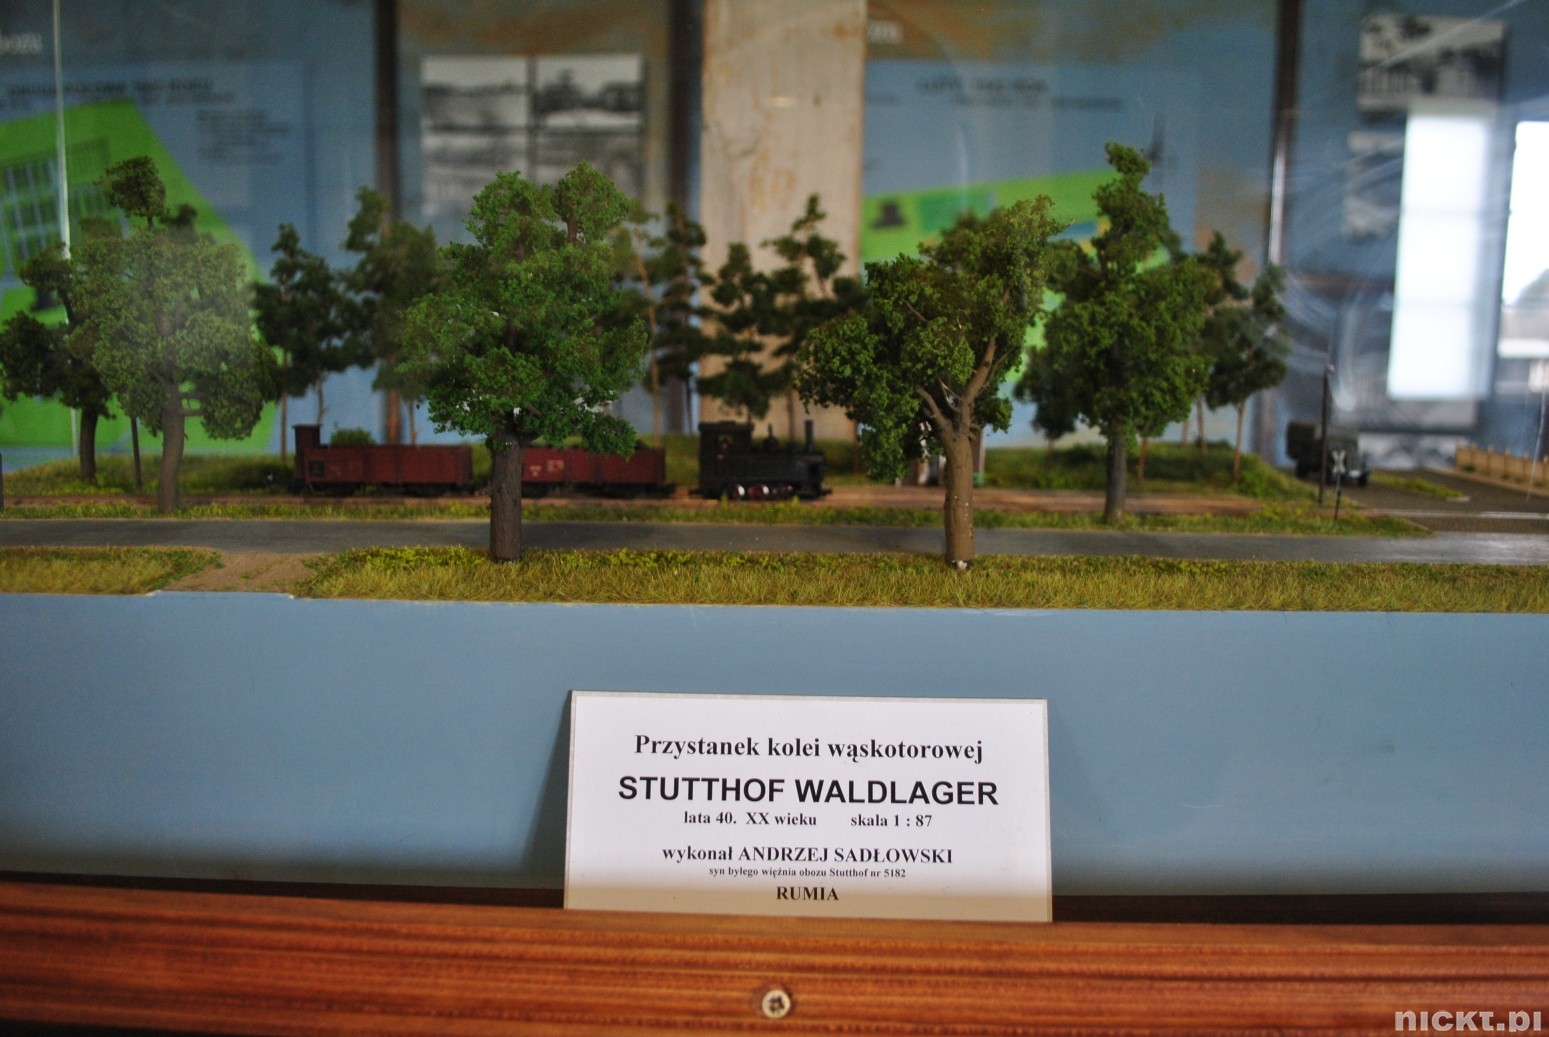 Przystanek kolei wąskotorowej
STUTTHOF WALDLAGER
lata 40. XX wieku skala 1 : 87
wykonał ANDRZEJ SADŁOWSKI
syn byłego więźnia obozu Stutthof nr 5182
RUMIA
nickt.pl